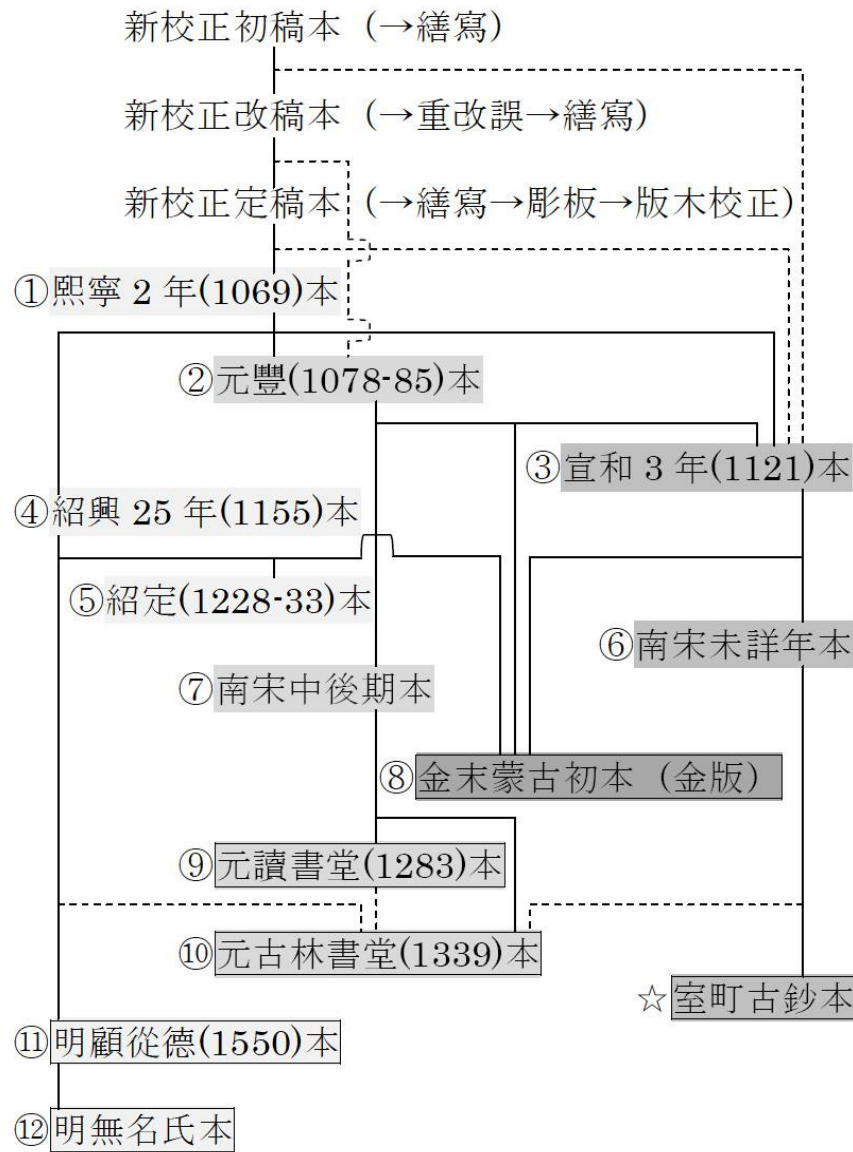 新校正初稿本（→繕寫）
新校正改稿本（→重改誤→繕寫）
新校正定稿本（→繕寫→彫板→版木校正）
①熙寧 2 年(1069)本
②元豐(1078-85)本
③宣和 3 年(1121)本
④紹興 25 年(1155)本
⑤紹定(1228-33)本
⑥南宋未詳年本
⑦南宋中後期本
⑧金末蒙古初本（金版）
⑨元讀書堂(1283)本
⑩元古林書堂(1339)本
☆室町古鈔本
⑪明顧從德(1550)本
⑫明無名氏本